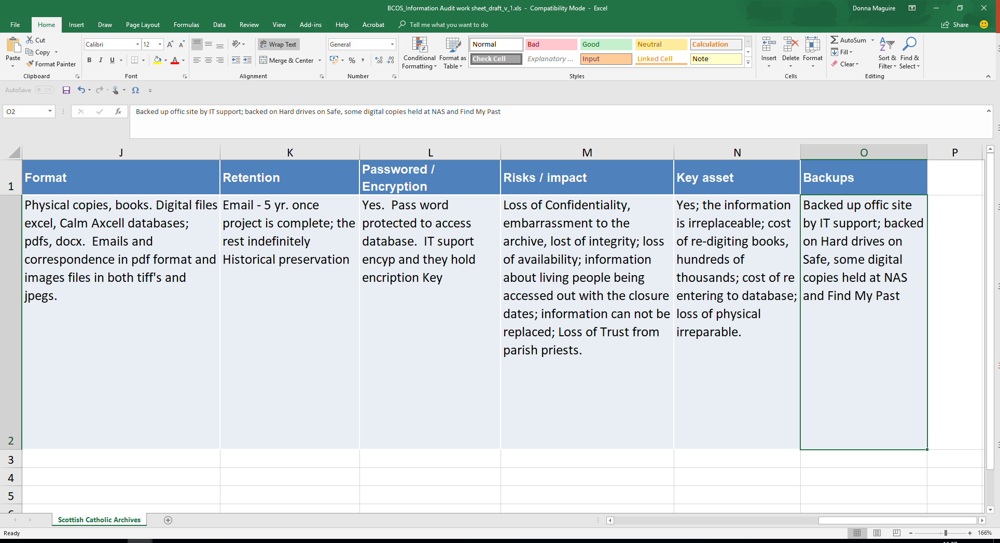 BCOS_Information Audit work sheet_draft_v_1.xls - Compatibility Mode - Excel
Donna Maguire
File Home Insert Draw Page Layout Formulas Data Review View Add-ins Help Acrobat Tell me what you want to do
Share
Paste
Cut
Copy
Format Painter
Clipboard
Calibri 12
B I U
Font
Wrap Text
Merge & Center
Alignment
General
%
Number
Conditional Formatting
Format as Table
Normal Bad Good Neutral Calculation
Check Cell Explanatory ... Input Linked Cell Note
Styles
Insert Delete Format
Cells
AutoSum
Fill
Clear
Sort & Filter
Find & Select
Editing
AutoSave Off
O2
fx
Backed up offic site by IT support; backed on Hard drives on Safe, some digital copies held at NAS and Find My Past
J K L M N O P
1
Format
Retention
Passwored /
Encryption
Risks / impact
Key asset
Backups
2
Physical copies, books. Digital files
excel, Calm Axcell databases;
pdfs, docx. Emails and
correspondence in pdf format and
images files in both tiff's and
jpegs.
Email - 5 yr. once
project is complete; the
rest indefinitely
Historical preservation
Yes. Pass word
protected to access
database. IT suport
encyp and they hold
encription Key
Loss of Confidentiality,
embarrassment to the
archive, lost of integrity; loss
of availability; information
about living people being
accessed out with the closure
dates; information can not be
replaced; Loss of Trust from
parish priests.
Yes; the information
is irreplaceable; cost
of re-digiting books,
hundreds of
thousands; cost of re
entering to database;
loss of physical
irreparable.
Backed up offic site
by IT support; backed
on Hard drives on
Safe, some digital
copies held at NAS
and Find My Past
3
4
5
Scottish Catholic Archives
Ready
166%